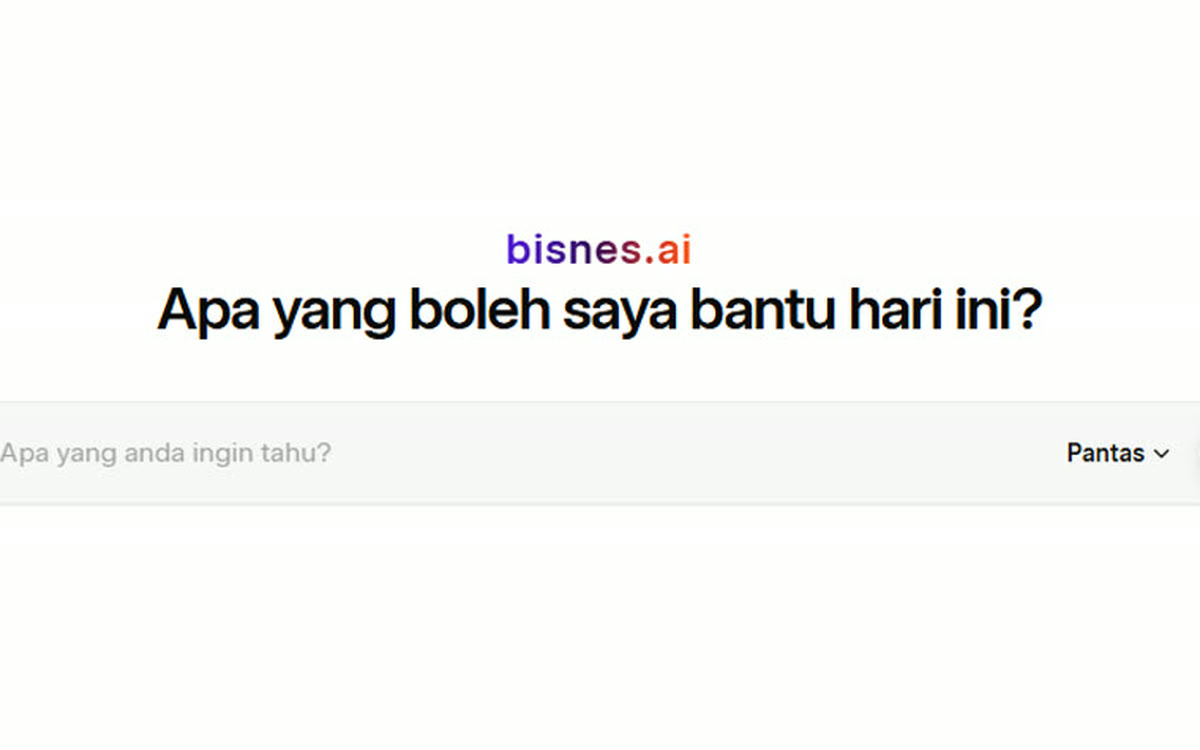 bisnes.ai
Apa yang boleh saya bantu hari ini?
Apa yang anda ingin tahu?
Pantas